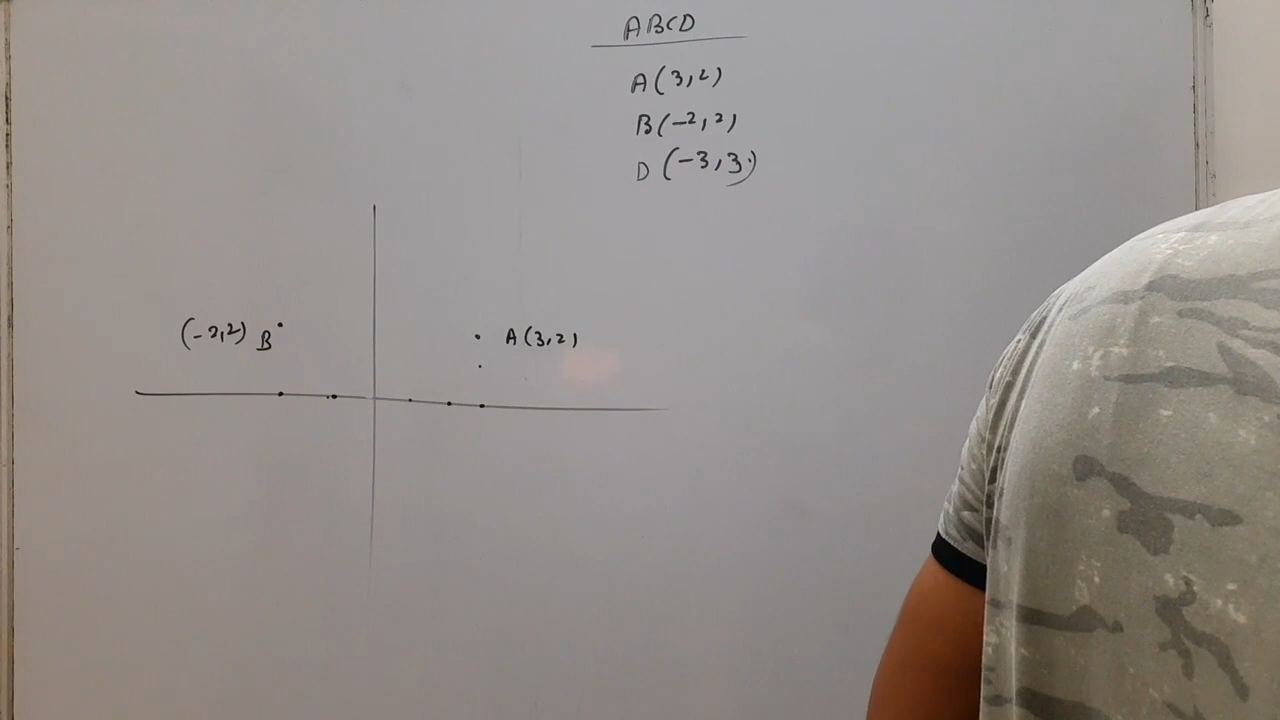 ABCD
A(3,2)
B(-2,2)
D(-3,3)
(-2,2) B
A(3,2)